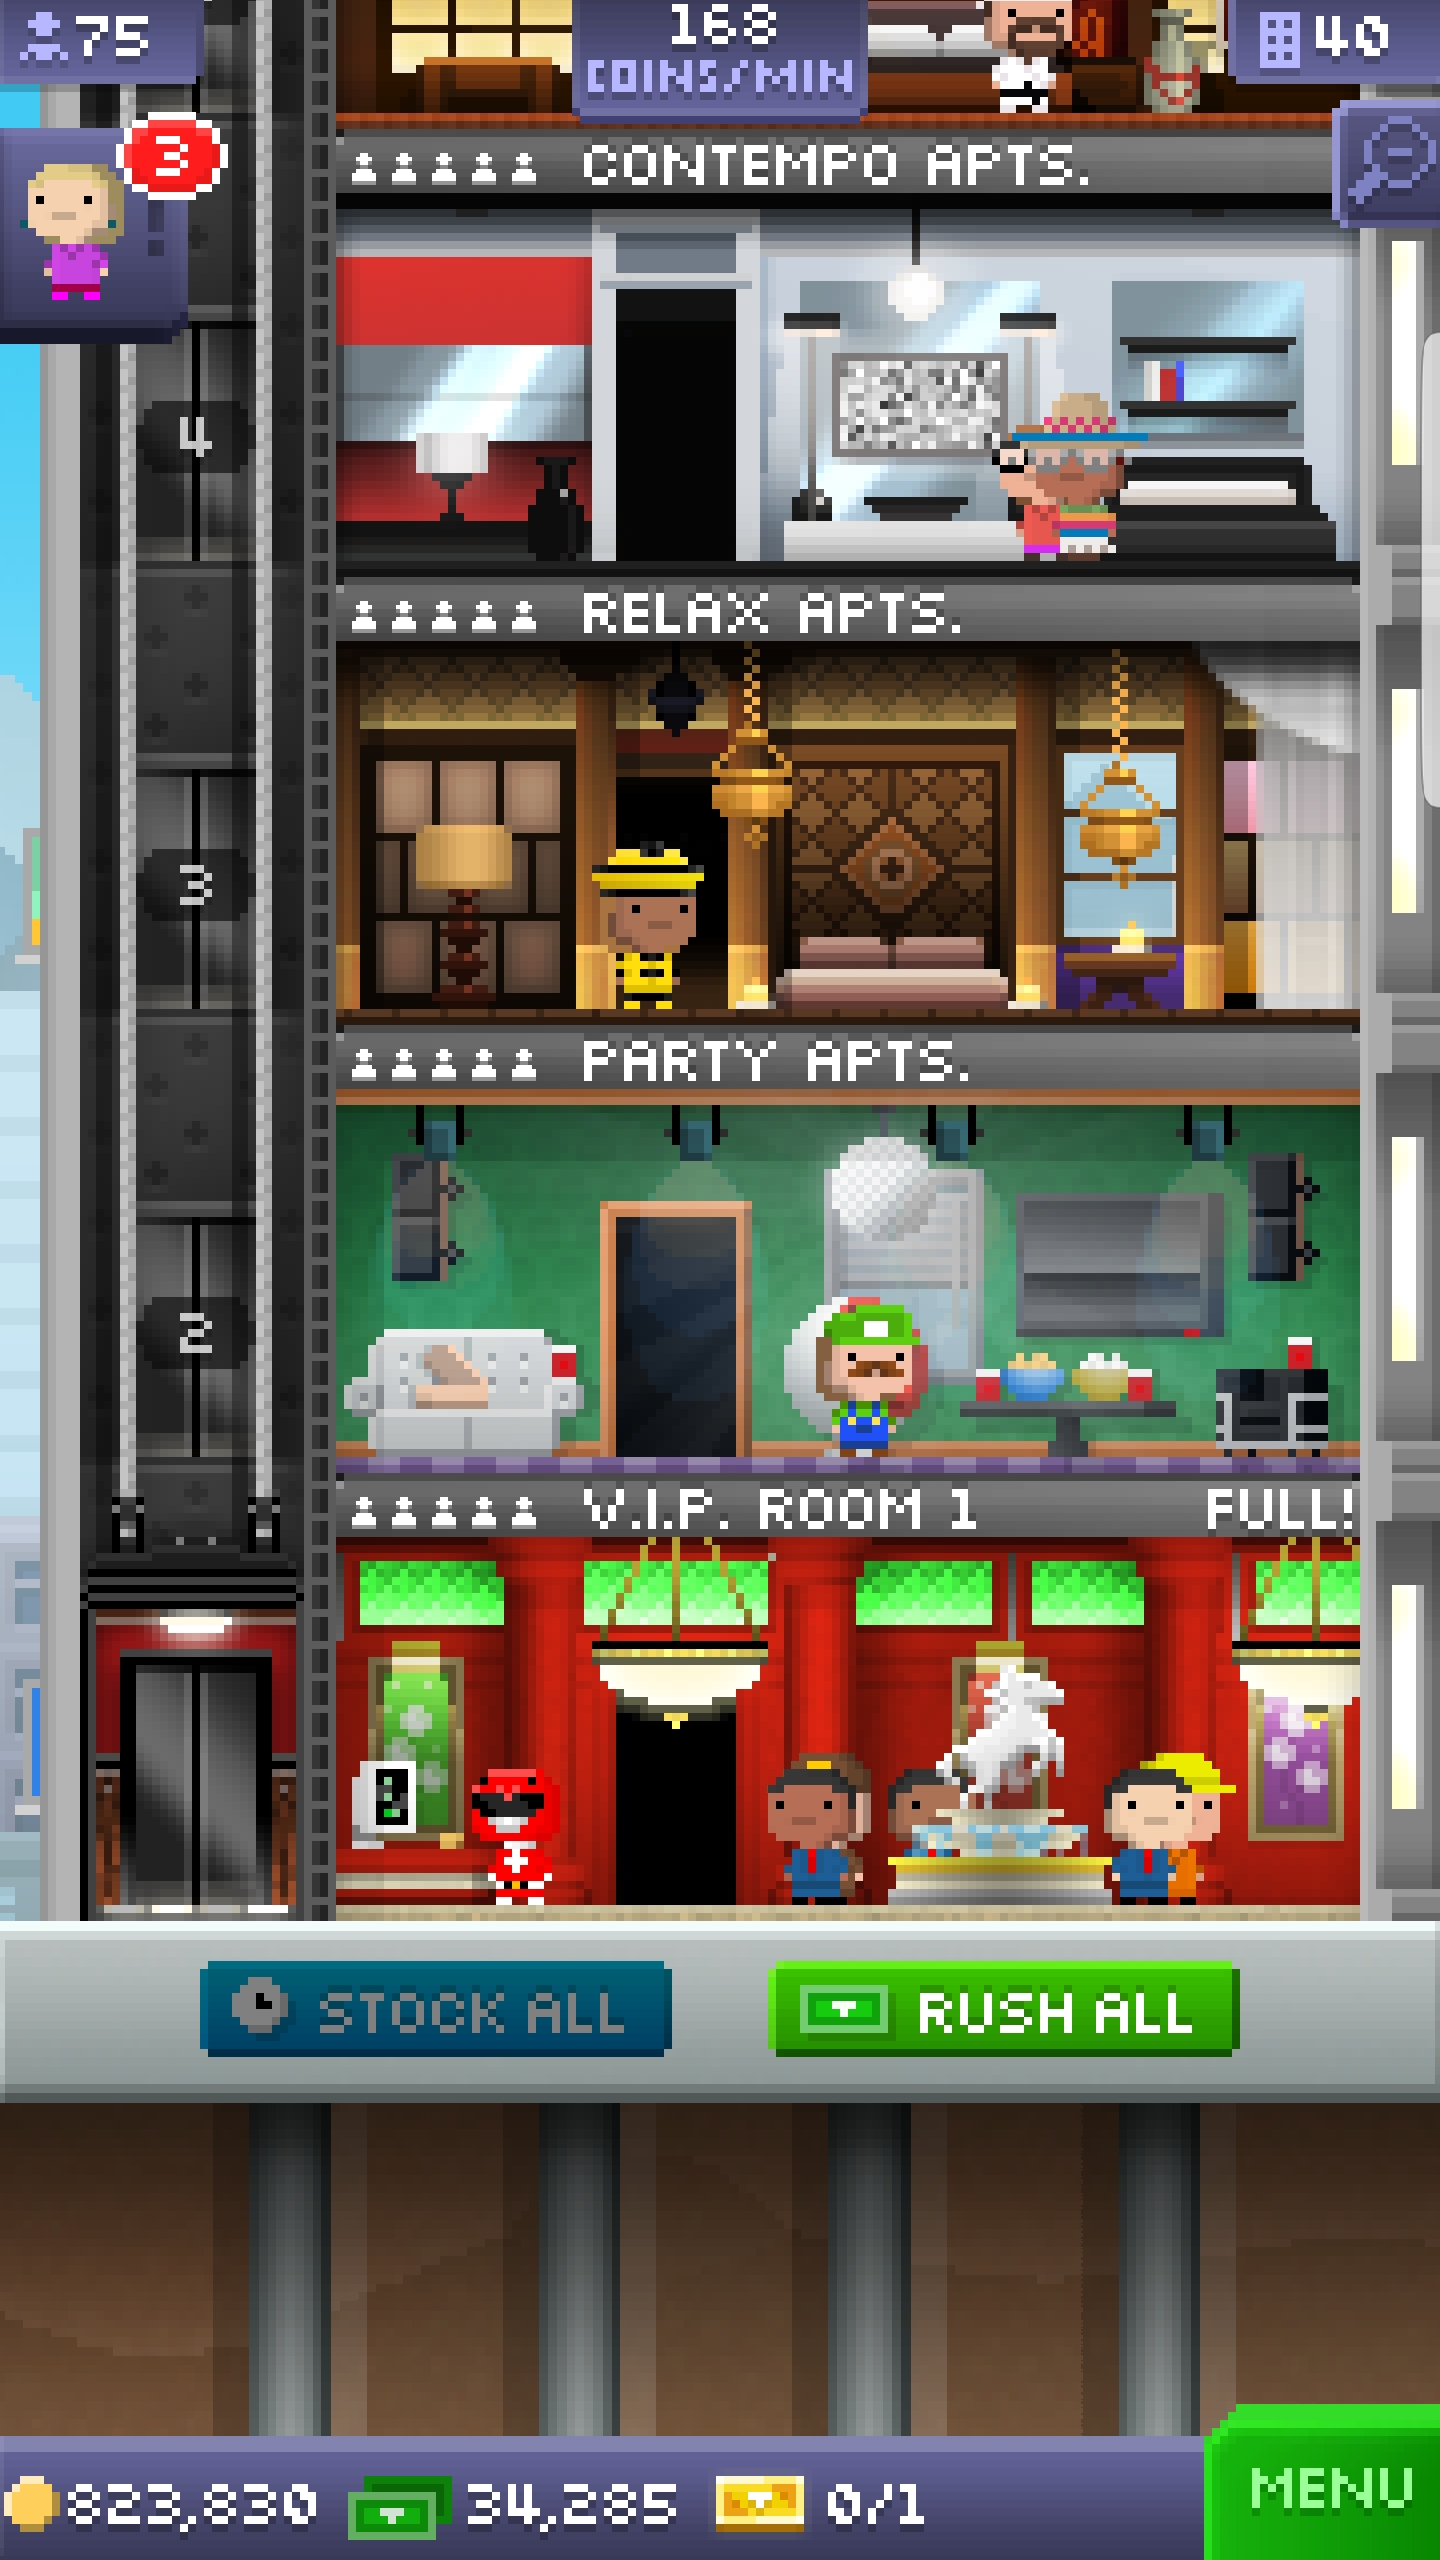 75
168
COINS/MIN
40
3
CONTEMPO APTS.
4
RELAX APTS.
3
PARTY APTS.
2
V.I.P. ROOM 1 FULL!
STOCK ALL
RUSH ALL
823,830
34,285
0/1
MENU